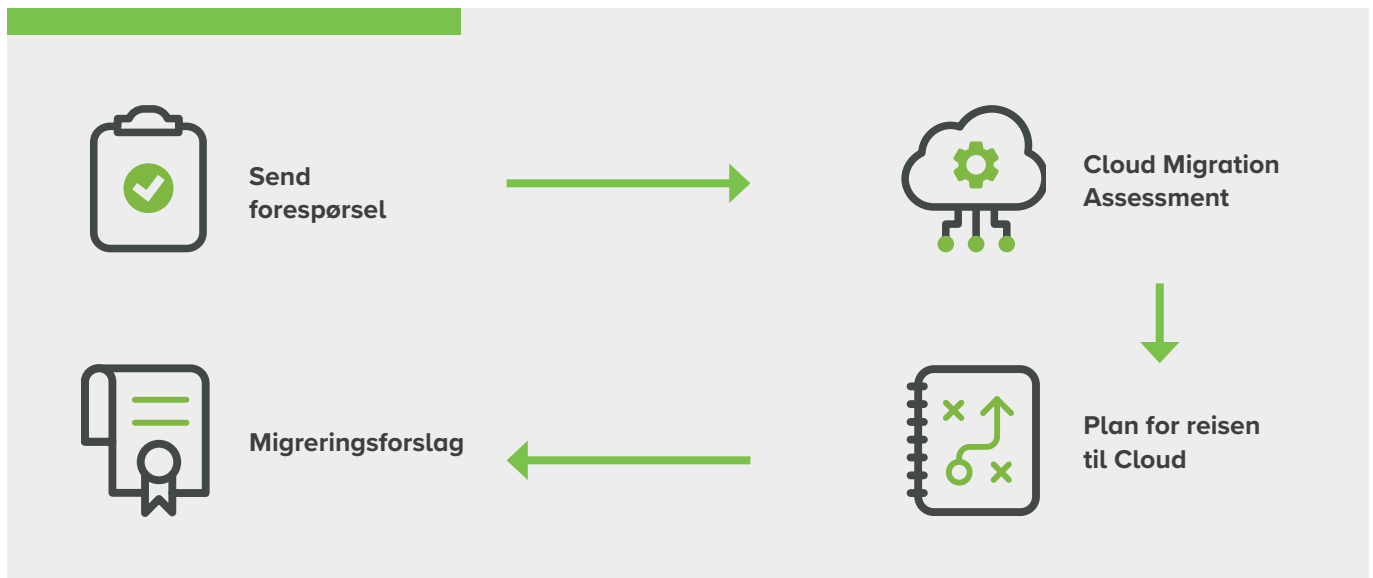 Send
forespørsel
Cloud Migration
Assessment
Plan for reisen
til Cloud
Migreringsforslag